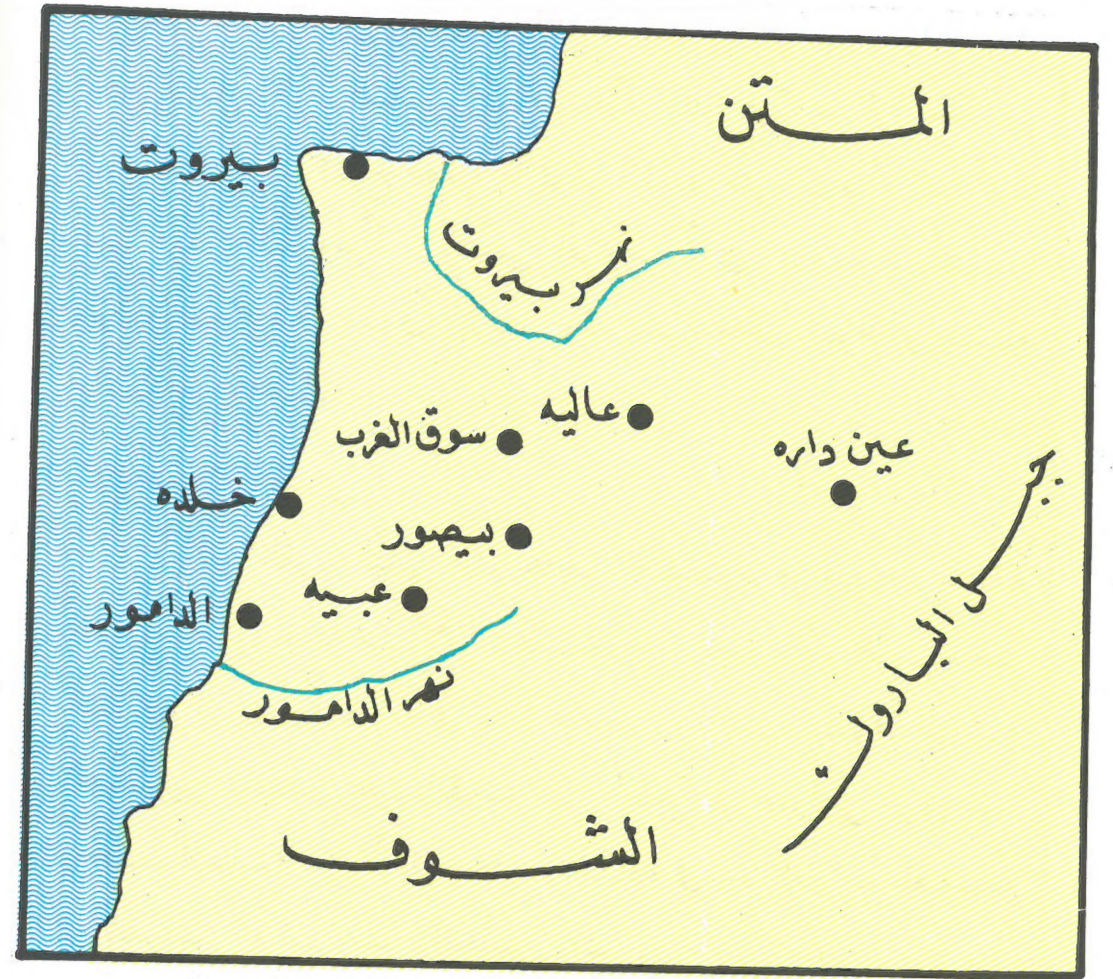 المتن
بيروت
نهر بيروت
عاليه
سوق الغرب
عين داره
خلده
بيصور
عبيه
الدامور
نهر الدامور
جبل الباروك
الشوف